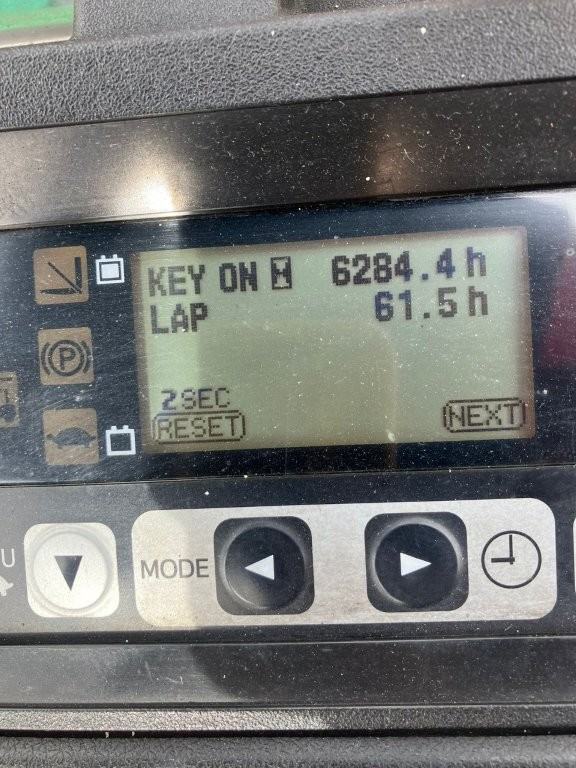 KEY ON 6284.4 h
LAP 61.5 h
2SEC
RESET NEXT
P
U MODE